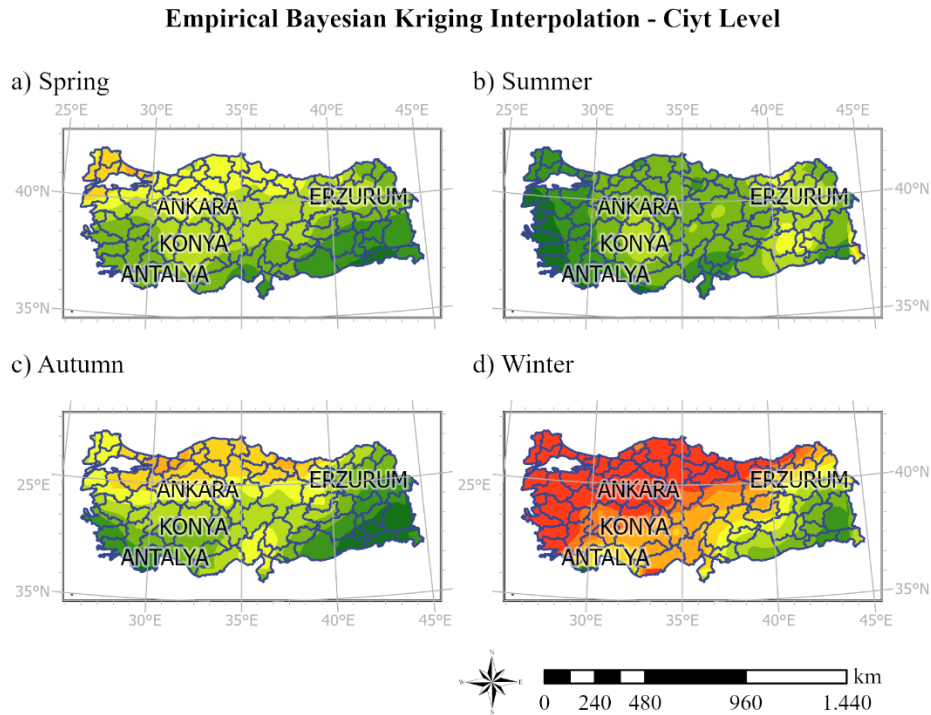 Empirical Bayesian Kriging Interpolation - Ciyt Level
a) Spring
b) Summer
25°E 30°E 35°E 40°E 45°E
25°E 30°E 35°E 40°E 45°E
40°N
ERZURUM
ANKARA
KONYA
ANTALYA
35°N
ERZURUM
40°N
ANKARA
KONYA
ANTALYA
35°N
c) Autumn
d) Winter
25°E
ERZURUM
ANKARA
KONYA
ANTALYA
35°N
30°E 35°E 40°E 45°E
25°E
ERZURUM
40°N
ANKARA
KONYA
ANTALYA
35°N
30°E 35°E 40°E 45°E
N
W E
S
km
0 240 480 960 1.440